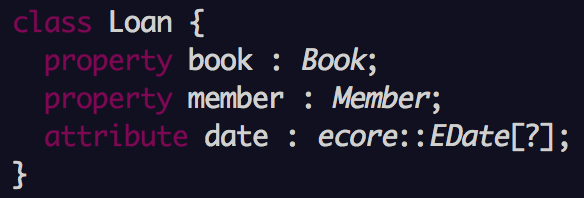 class Loan {
  property book : Book;
  property member : Member;
  attribute date : ecore::EDate[?];
}